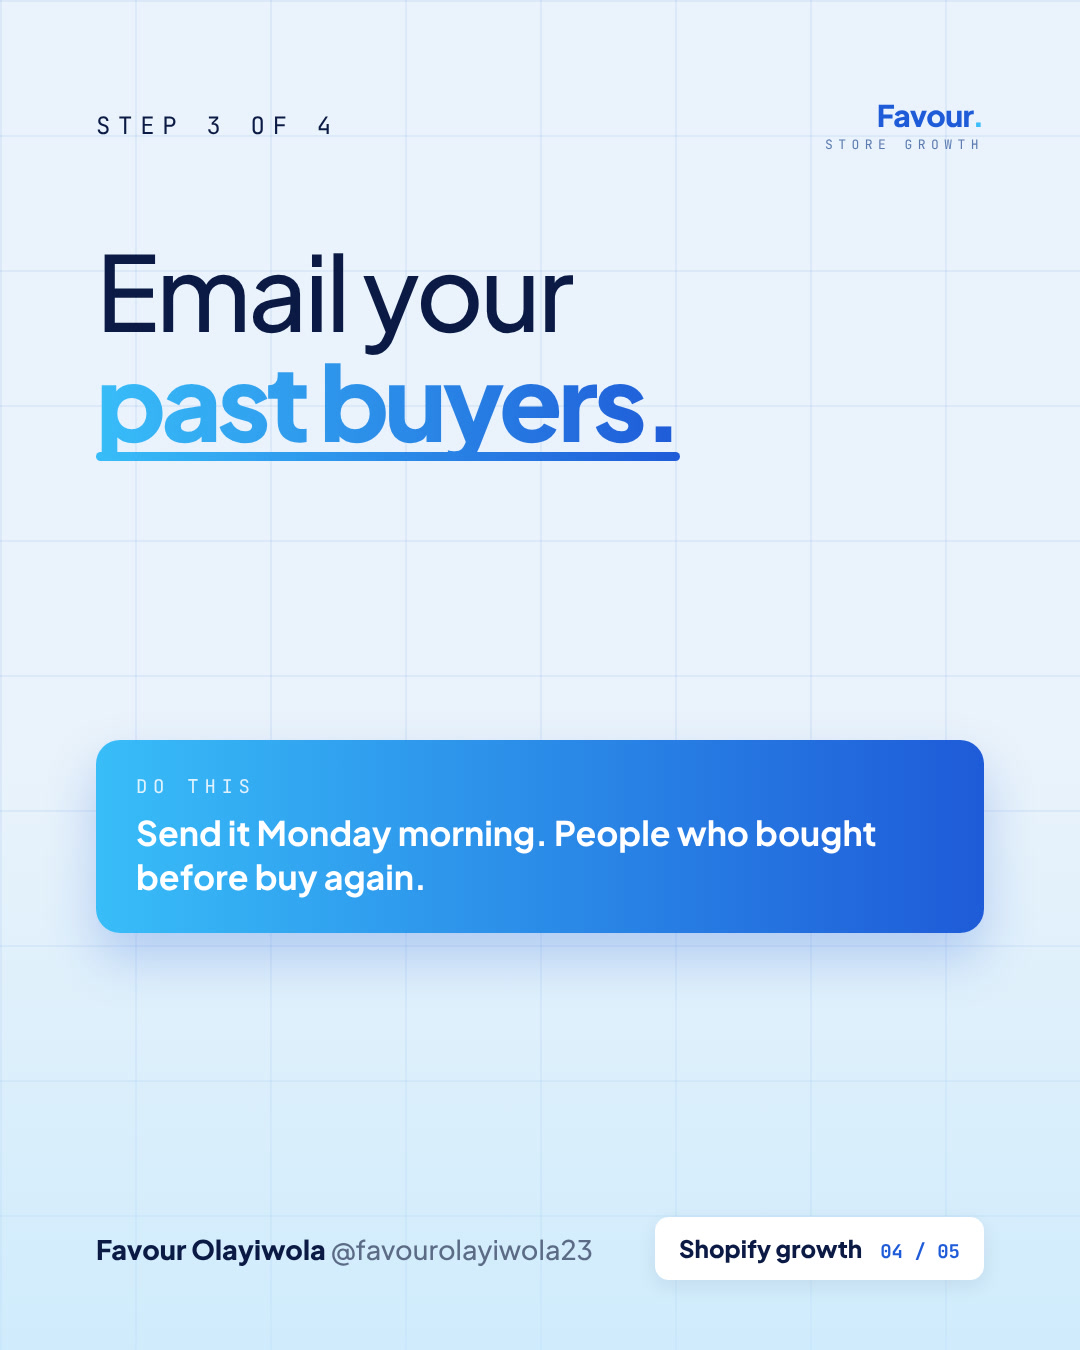 STEP 3 OF 4
Favour.
STORE GROWTH
Email your
past buyers.
DO THIS
Send it Monday morning. People who bought
before buy again.
Favour Olayiwola @favourolayiwola23
Shopify growth 04 / 05